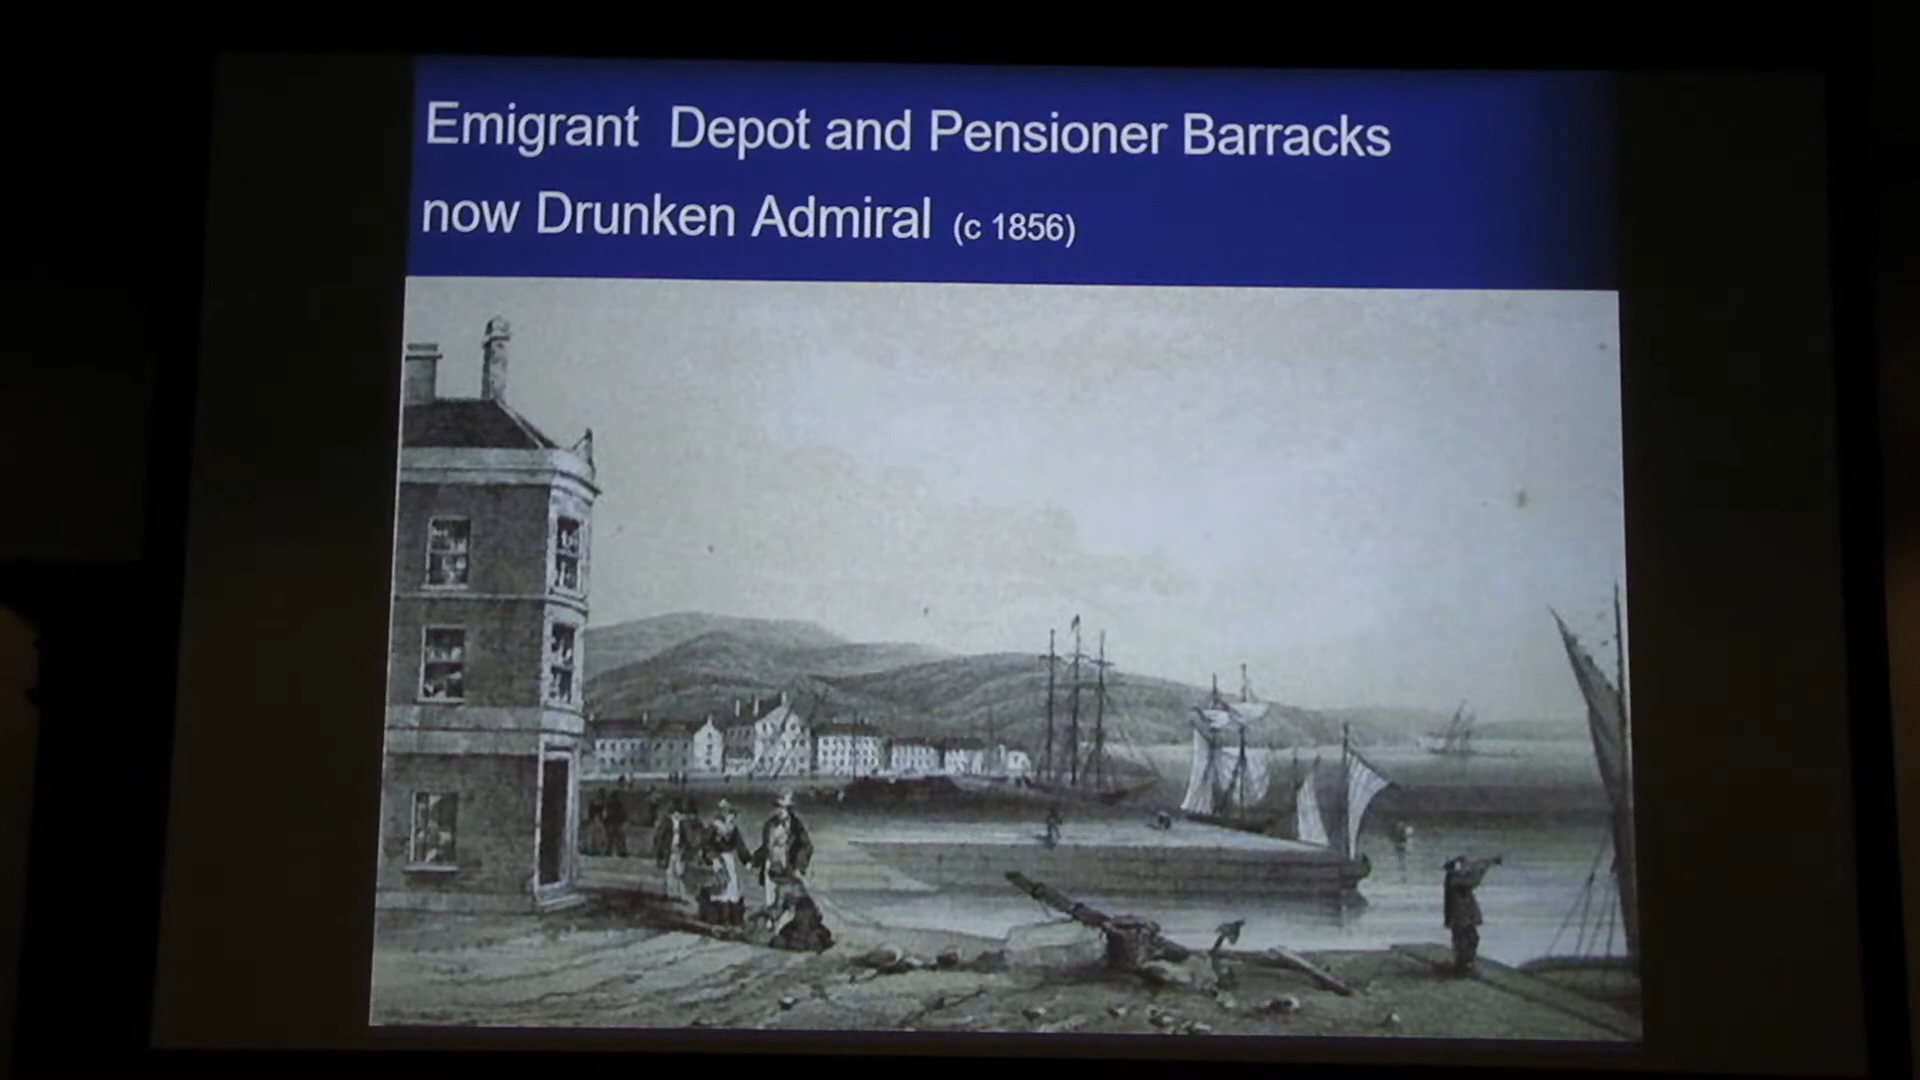 Emigrant Depot and Pensioner Barracks
now Drunken Admiral (c 1856)